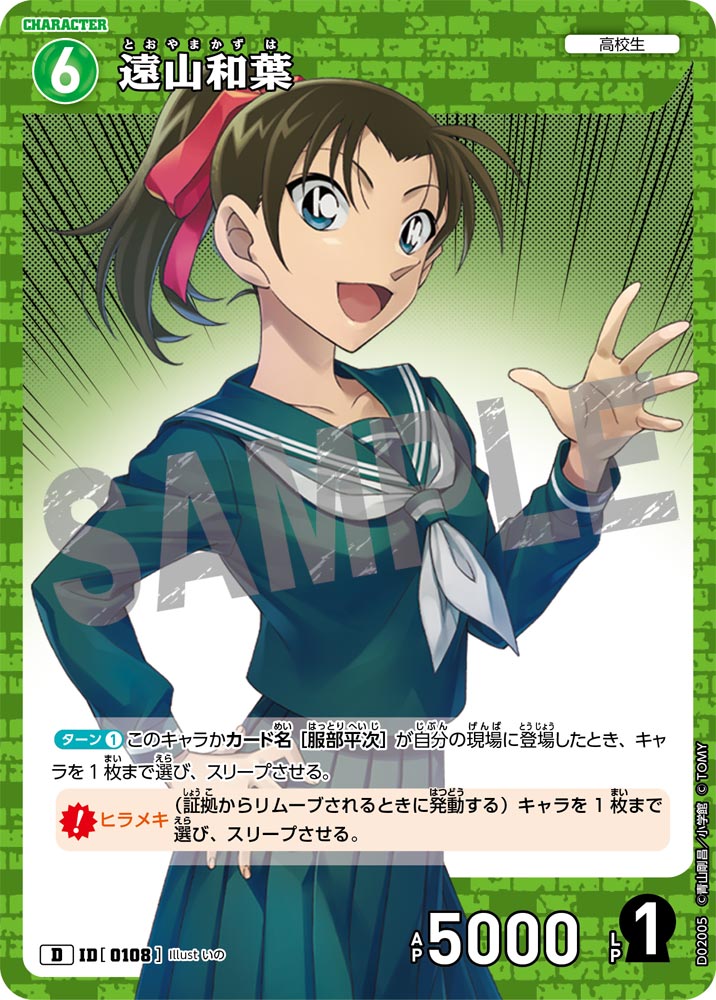 CHARACTER
6
とおやまかずは
遠山和葉
高校生
SAMPLE
ターン1 このキャラかカード名［服部平次］が自分の現場に登場したとき、キャ
ラを1枚まで選び、スリープさせる。
ヒラメキ（証拠からリムーブされるときに発動する）キャラを1枚まで
選び、スリープさせる。
D ID[0108] Illust いの
AP 5000 LP 1
D02005 ©青山剛昌／小学館 ©TOMY